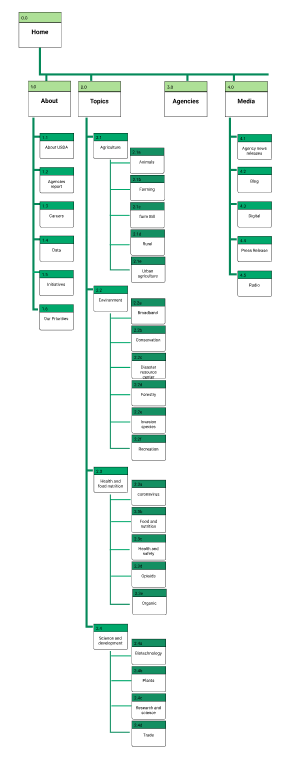 0.0
Home
1.0
About
2.0
Topics
3.0
Agencies
4.0
Media
1.1
About USDA
1.2
Agencies
report
1.3
Careers
1.4
Data
1.5
Initiatives
1.6
Our Priorities
2.1
Agriculture
2.1a
Animals
Farming
Farm Bill
2.1d
Rural
2.1e
Urban
agriculture
2.2
Environment
2.2a
Broadband
2.2b
Conservation
2.2c
Disaster
resource
center
2.2d
Forestry
2.2e
Invasive
species
2.2f
Recreation
2.3
Health and
food nutrition
2.3a
coronavirus
2.3b
Food and
nutrition
2.3c
Health and
safety
2.3d
Opioids
2.3e
Organic
2.4
Science and
development
2.4a
Biotechnology
2.4b
Plants
2.4c
Research and
science
2.4d
Trade
4.1
Agency news
releases
4.2
Blog
4.3
Digital
4.4
Press Release
4.5
Radio